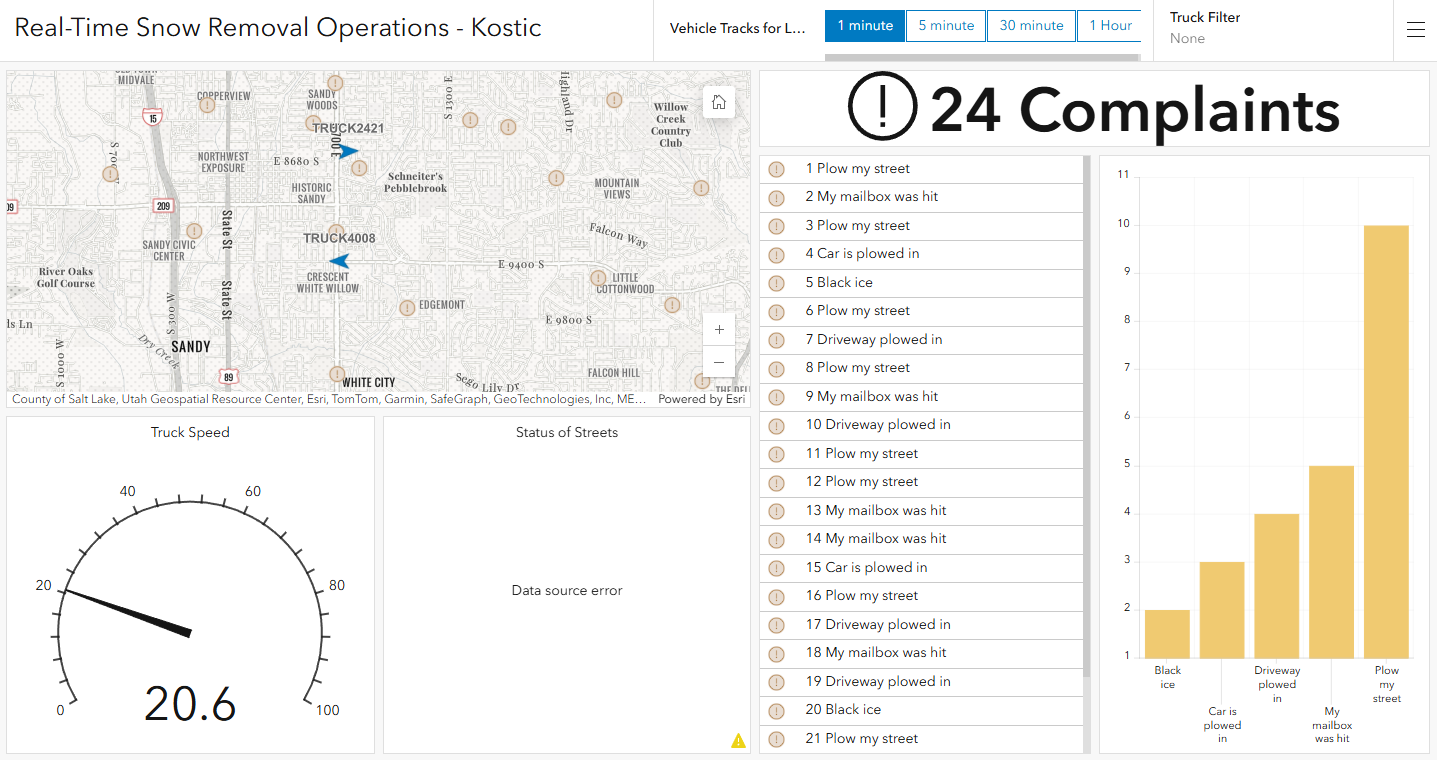 Real-Time Snow Removal Operations - Kostic
Vehicle Tracks for L...
1 minute
5 minute
30 minute
1 Hour
Truck Filter
None
MIDVALE
COPPERVIEW
SANDY
WOODS
S 1300 E
Highland Dr
Willow
Creek
Country
Club
15
TRUCK2421
700 E
S 700
NORTHWEST
EXPOSURE
E 8680 S
Schneiter's
Pebblebrook
HISTORIC
SANDY
MOUNTAIN
VIEWS
209
State St
TRUCK4008
Falcon Way
SANDY CIVIC
CENTER
E 9400 S
River Oaks
Golf Course
CRESCENT
WHITE WILLOW
LITTLE
COTTONWOOD
EDGEMONT
State St
S 300 W
E 9800 S
ls Ln
Dry Creek
SANDY
S 1000 W
89
WHITE CITY
Sego Lily Dr
FALCON HILL
+
−
County of Salt Lake, Utah Geospatial Resource Center, Esri, TomTom, Garmin, SafeGraph, GeoTechnologies, Inc, ME...
Powered by Esri
Truck Speed
0
20
40
60
80
100
20.6
Status of Streets
Data source error
24 Complaints
1 Plow my street
2 My mailbox was hit
3 Plow my street
4 Car is plowed in
5 Black ice
6 Plow my street
7 Driveway plowed in
8 Plow my street
9 My mailbox was hit
10 Driveway plowed in
11 Plow my street
12 Plow my street
13 My mailbox was hit
14 My mailbox was hit
15 Car is plowed in
16 Plow my street
17 Driveway plowed in
18 My mailbox was hit
19 Driveway plowed in
20 Black ice
21 Plow my street
11
10
9
8
7
6
5
4
3
2
1
Black
ice
Car is
plowed
in
Driveway
plowed
in
My
mailbox
was hit
Plow
my
street